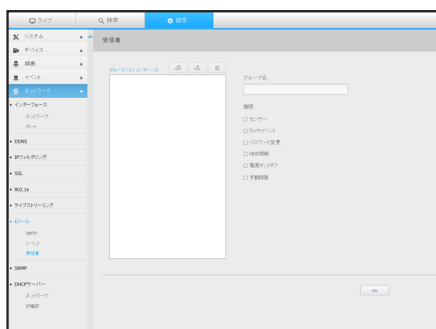 ライブ
検索
設定
システム
デバイス
録画
イベント
ネットワーク
インターフェース
ネットワーク
ポート
DDNS
IPフィルタリング
SSL
802.1x
ライブストリーミング
Eメール
SMTP
イベント
受信者
SNMP
DHCPサーバー
ネットワーク
IP確認
受信者
グループ名
権限
センサー
カメライベント
パスワード変更
HDD情報
電源オン/オフ
手動録画
OK